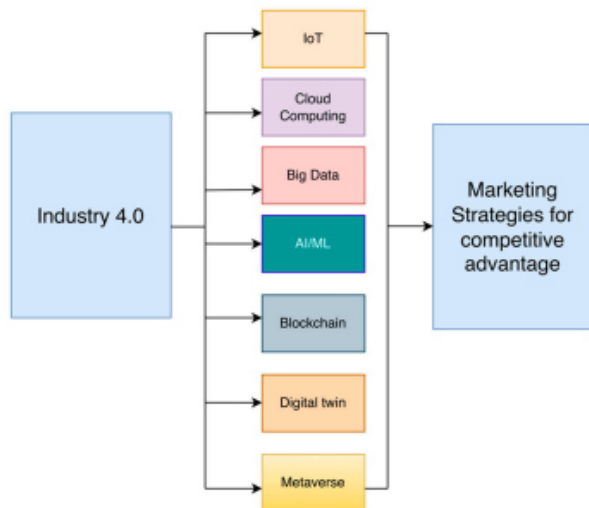 Industry 4.0
IoT
Cloud
Computing
Big Data
AI/ML
Blockchain
Digital twin
Metaverse
Marketing
Strategies for
competitive
advantage